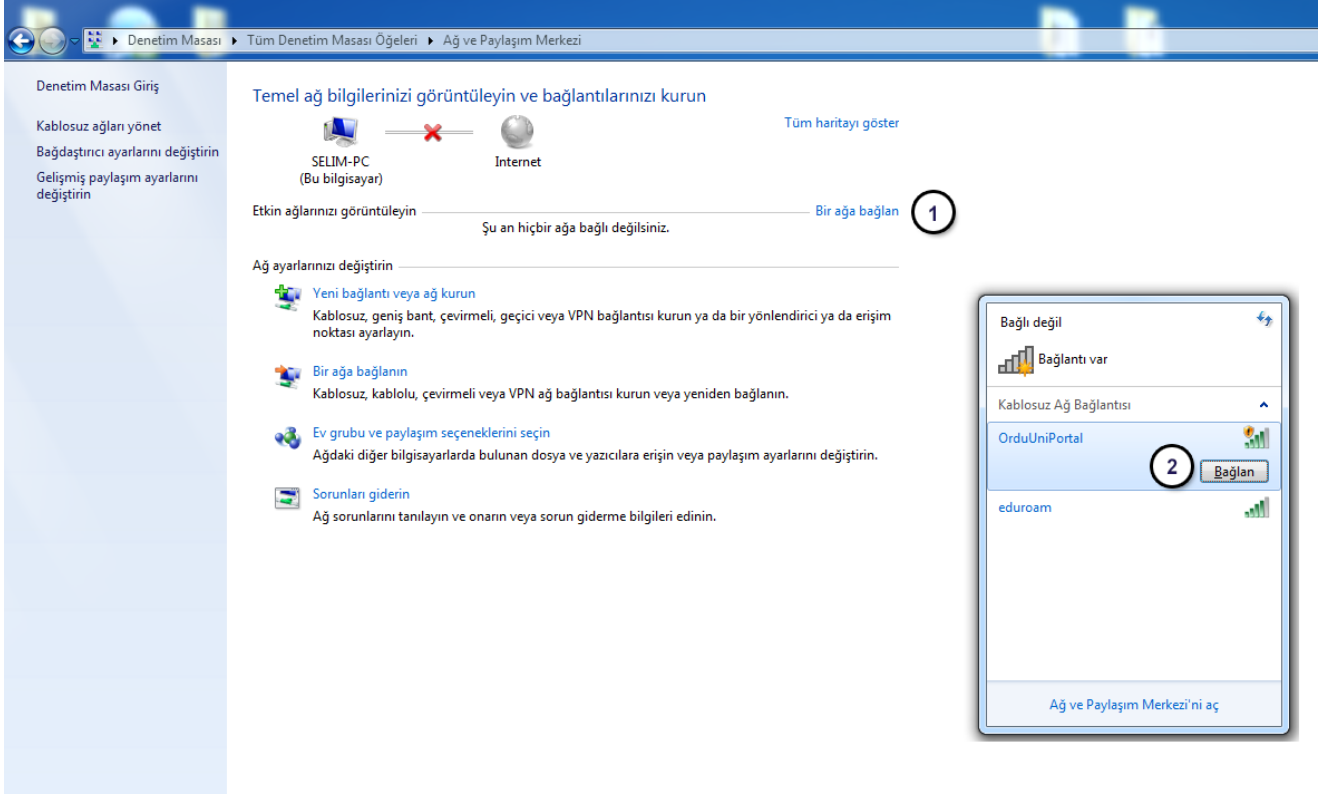 Denetim Masası ▸ Tüm Denetim Masası Öğeleri ▸ Ağ ve Paylaşım Merkezi
Denetim Masası Giriş
Kablosuz ağları yönet
Bağdaştırıcı ayarlarını değiştirin
Gelişmiş paylaşım ayarlarını
değiştirin
Temel ağ bilgilerinizi görüntüleyin ve bağlantılarınızı kurun
Tüm haritayı göster
SELIM-PC
(Bu bilgisayar)
Internet
Etkin ağlarınızı görüntüleyin
Bir ağa bağlan
1
Şu an hiçbir ağa bağlı değilsiniz.
Ağ ayarlarınızı değiştirin
Yeni bağlantı veya ağ kurun
Kablosuz, geniş bant, çevirmeli, geçici veya VPN bağlantısı kurun ya da bir yönlendirici ya da erişim
noktası ayarlayın.
Bir ağa bağlanın
Kablosuz, kablolu, çevirmeli veya VPN ağ bağlantısı kurun veya yeniden bağlanın.
Ev grubu ve paylaşım seçeneklerini seçin
Ağdaki diğer bilgisayarlarda bulunan dosya ve yazıcılara erişin veya paylaşım ayarlarını değiştirin.
Sorunları giderin
Ağ sorunlarını tanılayın ve onarın veya sorun giderme bilgileri edinin.
Bağlı değil
Bağlantı var
Kablosuz Ağ Bağlantısı
OrduUniPortal
2
Bağlan
eduroam
Ağ ve Paylaşım Merkezi'ni aç